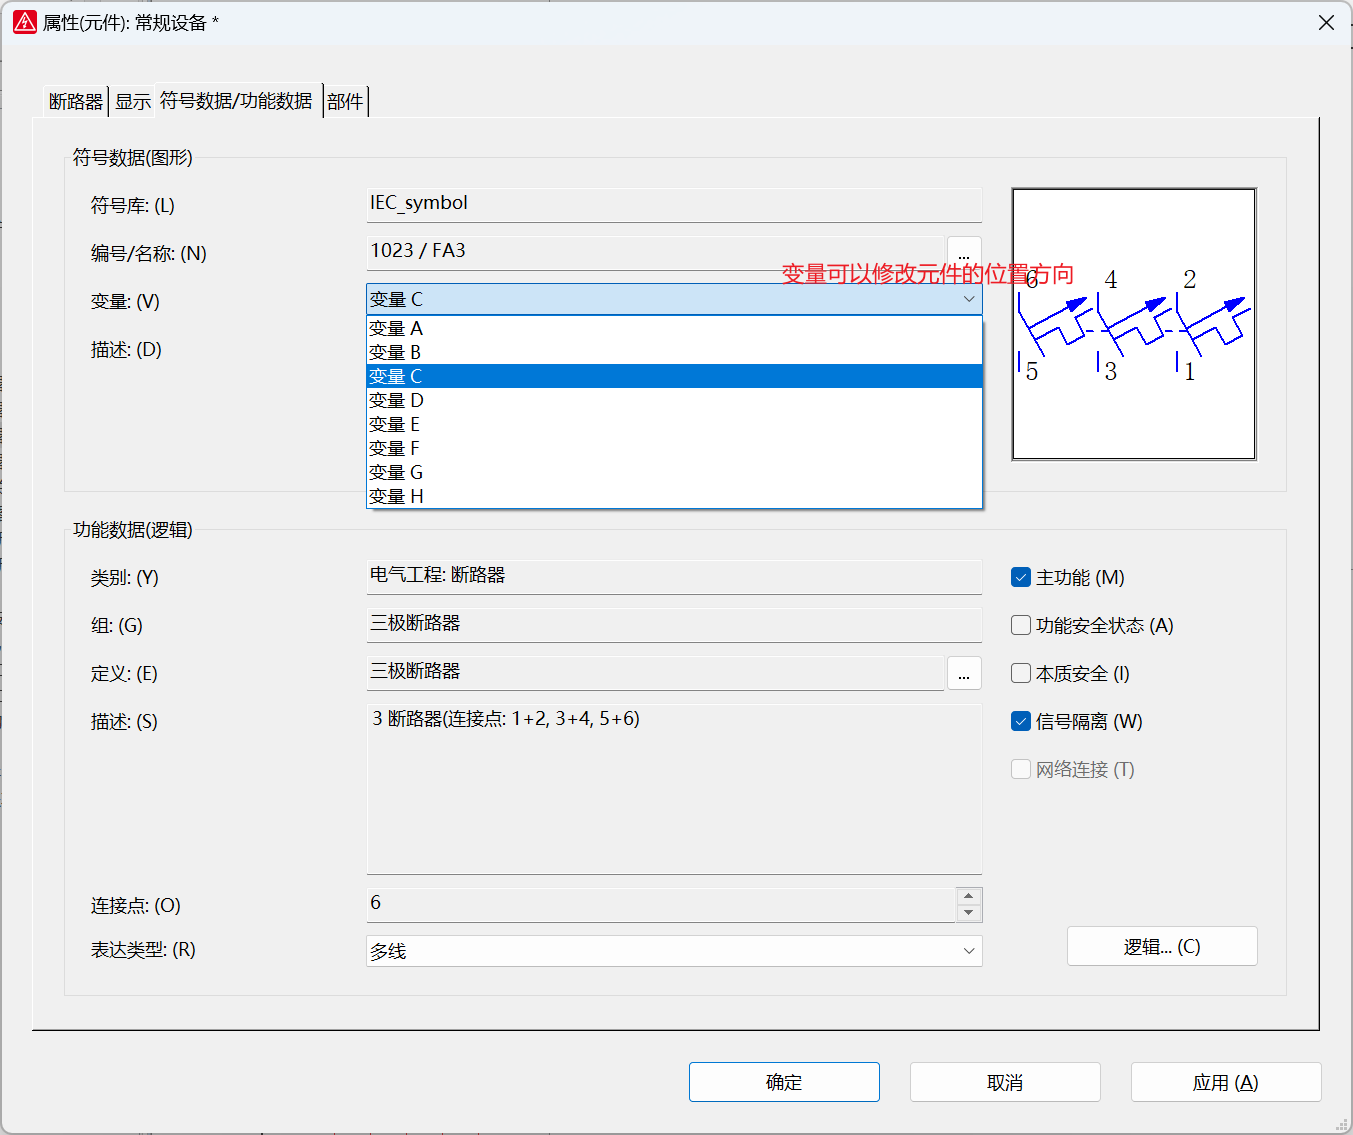 属性(元件): 常规设备 *
断路器 显示 符号数据/功能数据 部件
符号数据(图形)
符号库: (L) IEC_symbol
编号/名称: (N) 1023 / FA3 ...
变量可以修改元件的位置方向
变量: (V) 变量 C
变量 A
变量 B
变量 C
变量 D
变量 E
变量 F
变量 G
变量 H
描述: (D)
6 4 2
5 3 1
功能数据(逻辑)
类别: (Y) 电气工程: 断路器
主功能 (M)
组: (G) 三极断路器
功能安全状态 (A)
定义: (E) 三极断路器 ...
本质安全 (I)
描述: (S) 3 断路器(连接点: 1+2, 3+4, 5+6)
信号隔离 (W)
网络连接 (T)
连接点: (O) 6
表达类型: (R) 多线
逻辑... (C)
确定 取消 应用 (A)